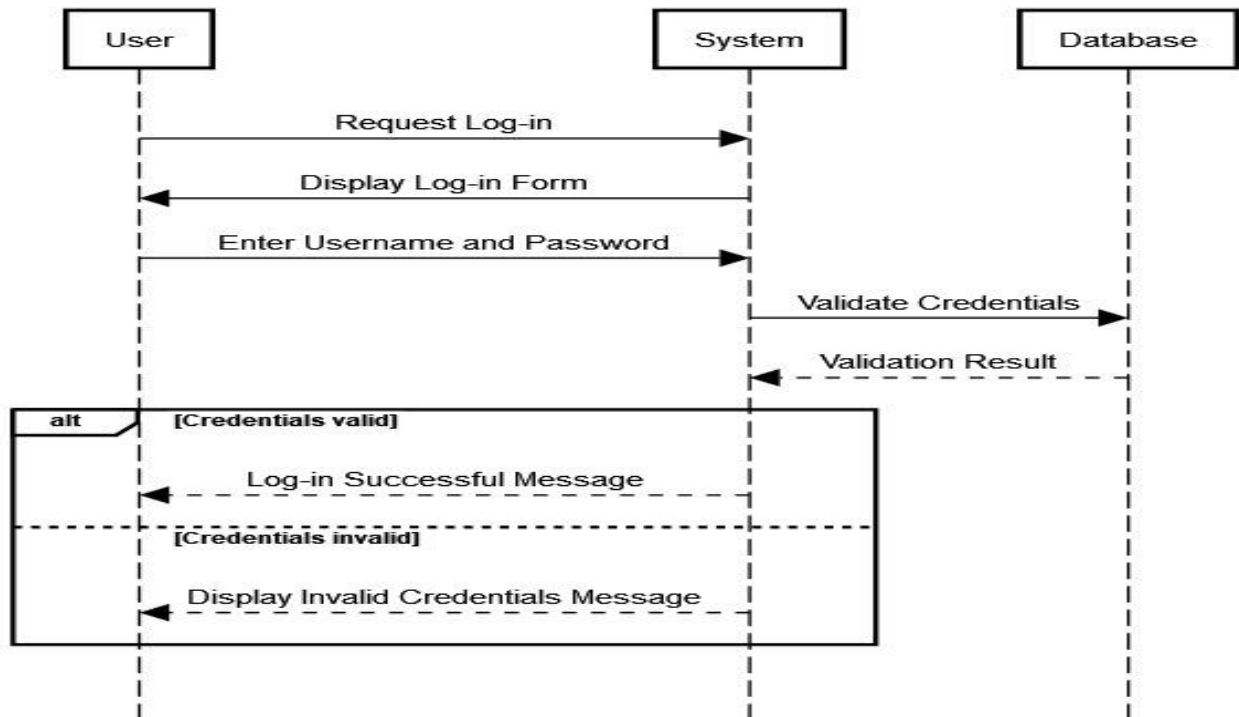 User
System
Database
Request Log-in
Display Log-in Form
Enter Username and Password
Validate Credentials
Validation Result
alt
[Credentials valid]
Log-in Successful Message
[Credentials invalid]
Display Invalid Credentials Message